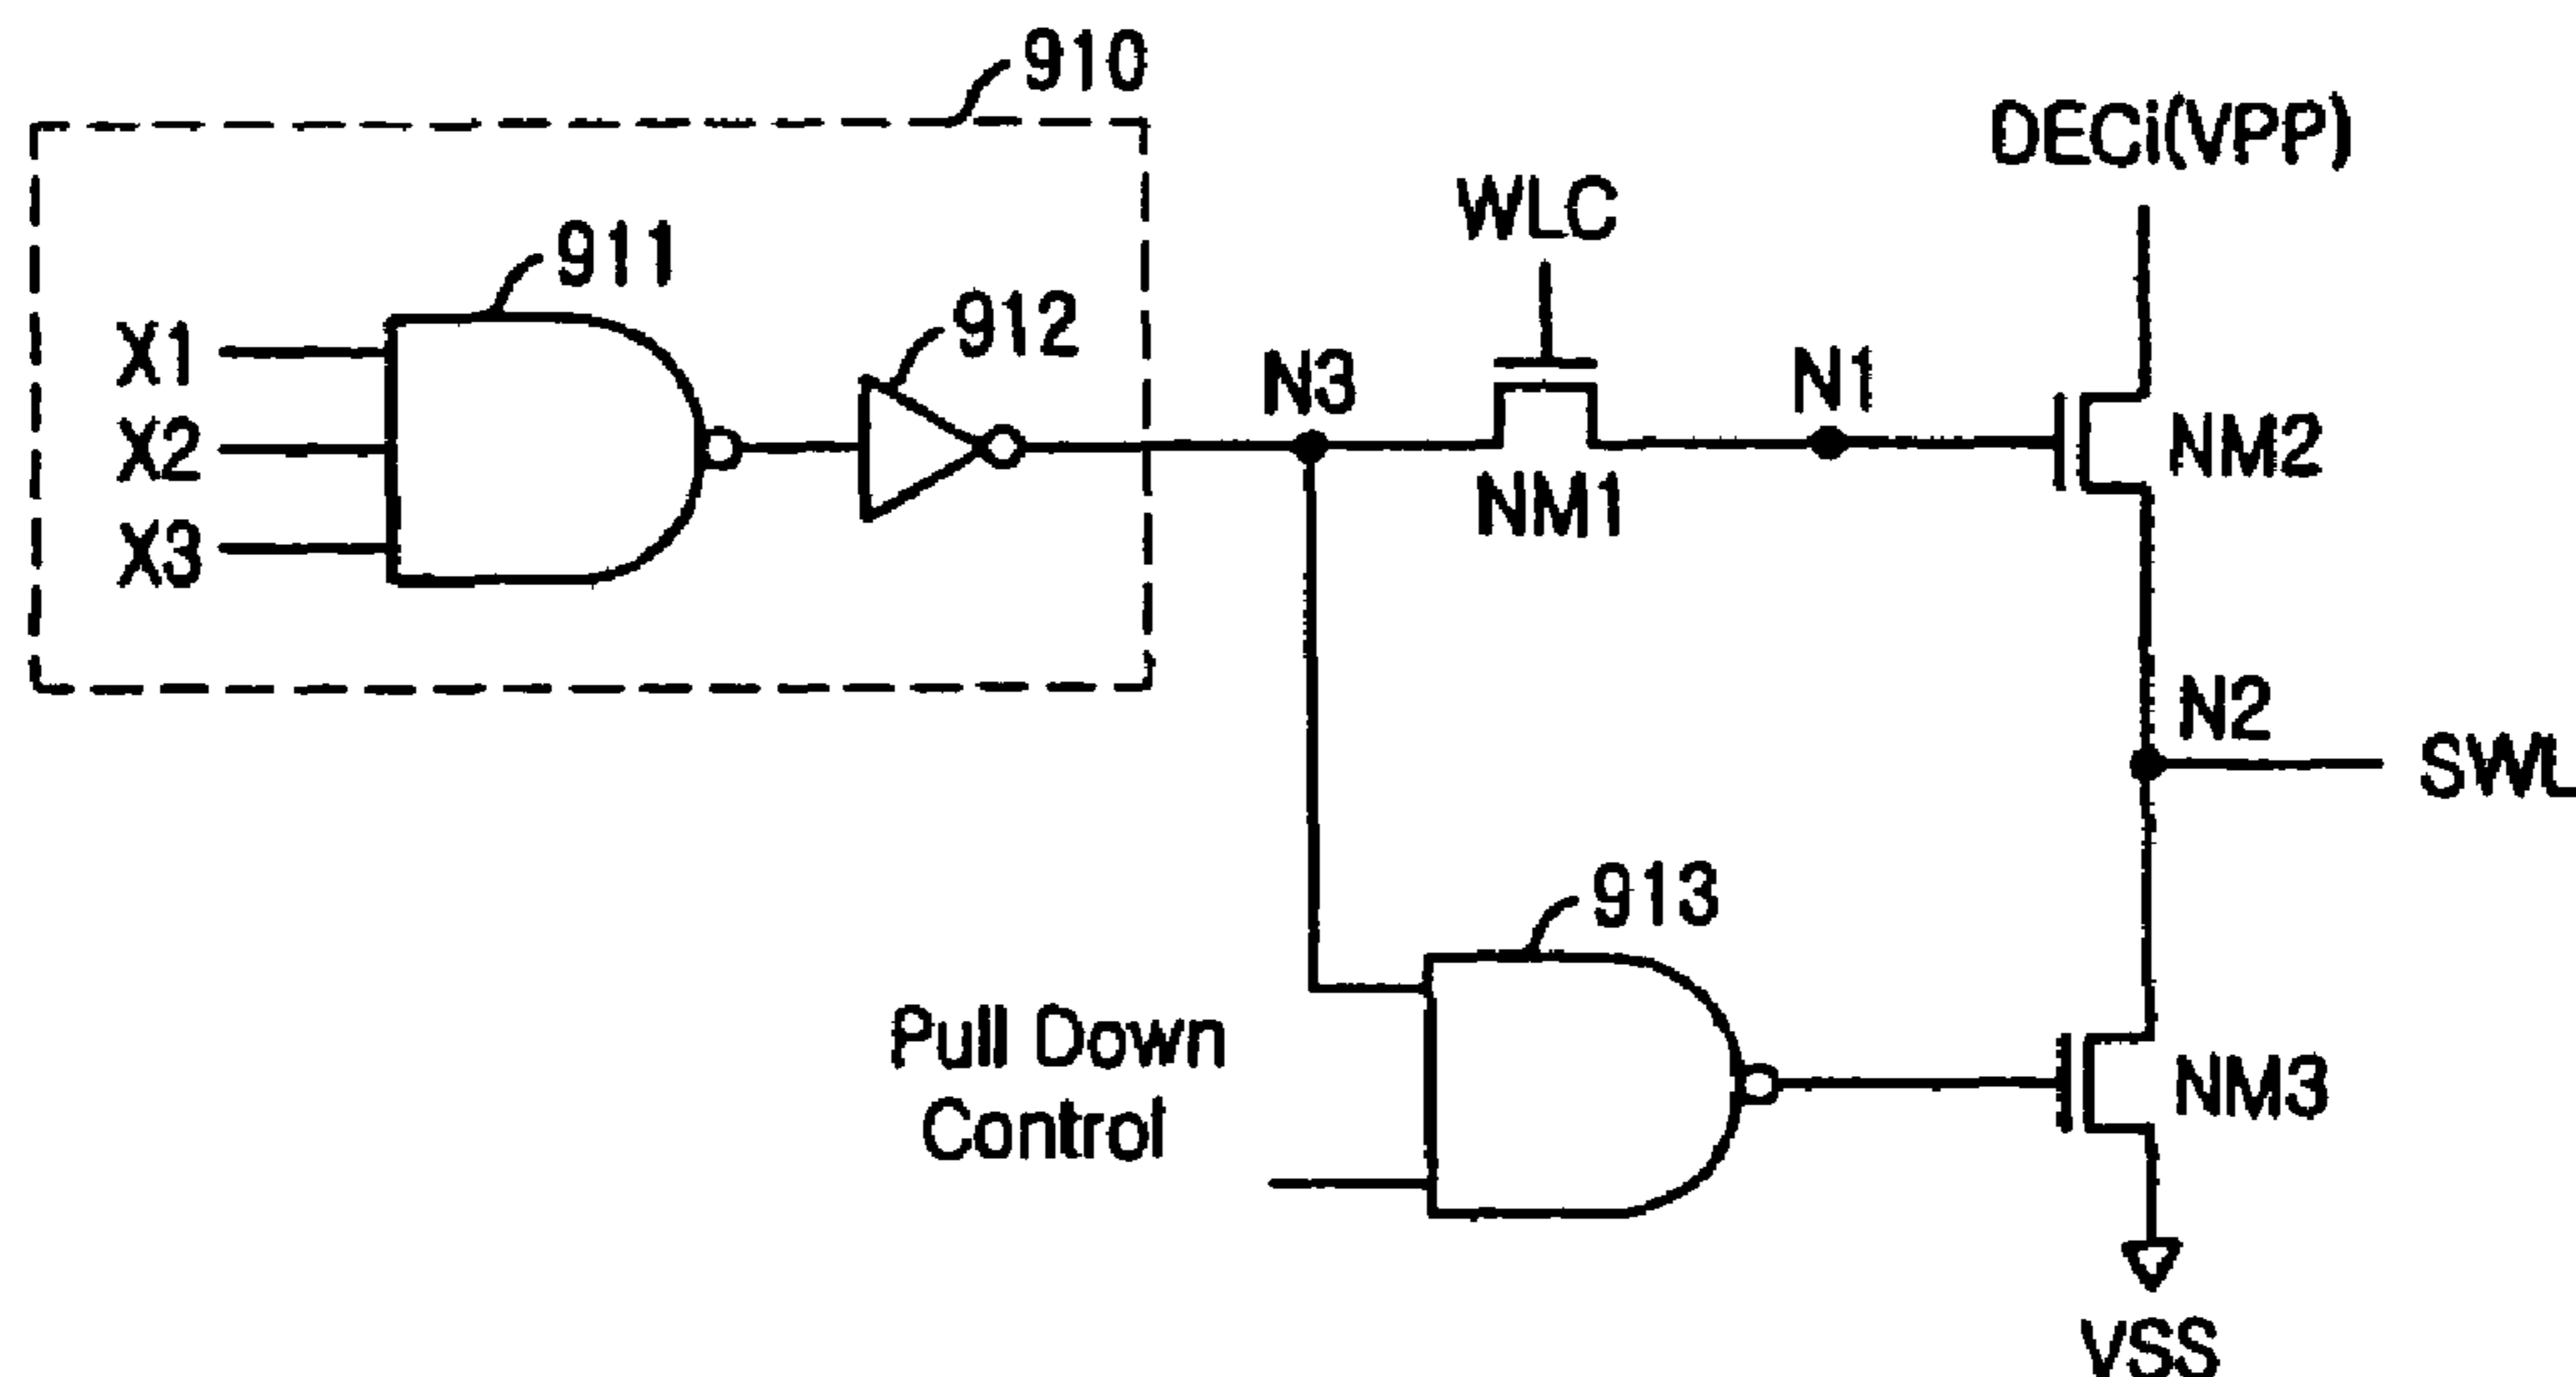 910
DECi(VPP)
WLC
911
912
X1
N3
N1
X2
NM2
NM1
X3
N2
SWL
913
Pull Down
Control
NM3
VSS